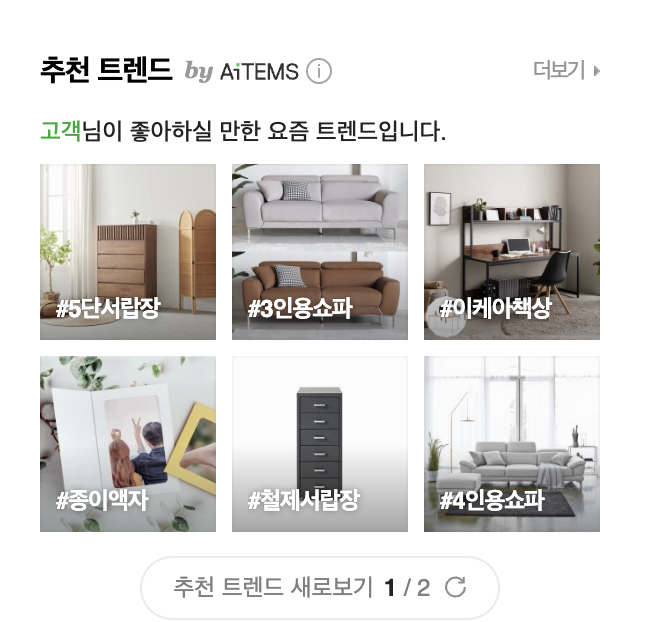 추천 트렌드 by AiTEMS i 더보기
고객님이 좋아하실 만한 요즘 트렌드입니다.
#5단서랍장 #3인용쇼파 #이케아책상
#종이액자 #철제서랍장 #4인용쇼파
추천 트렌드 새로보기 1 / 2